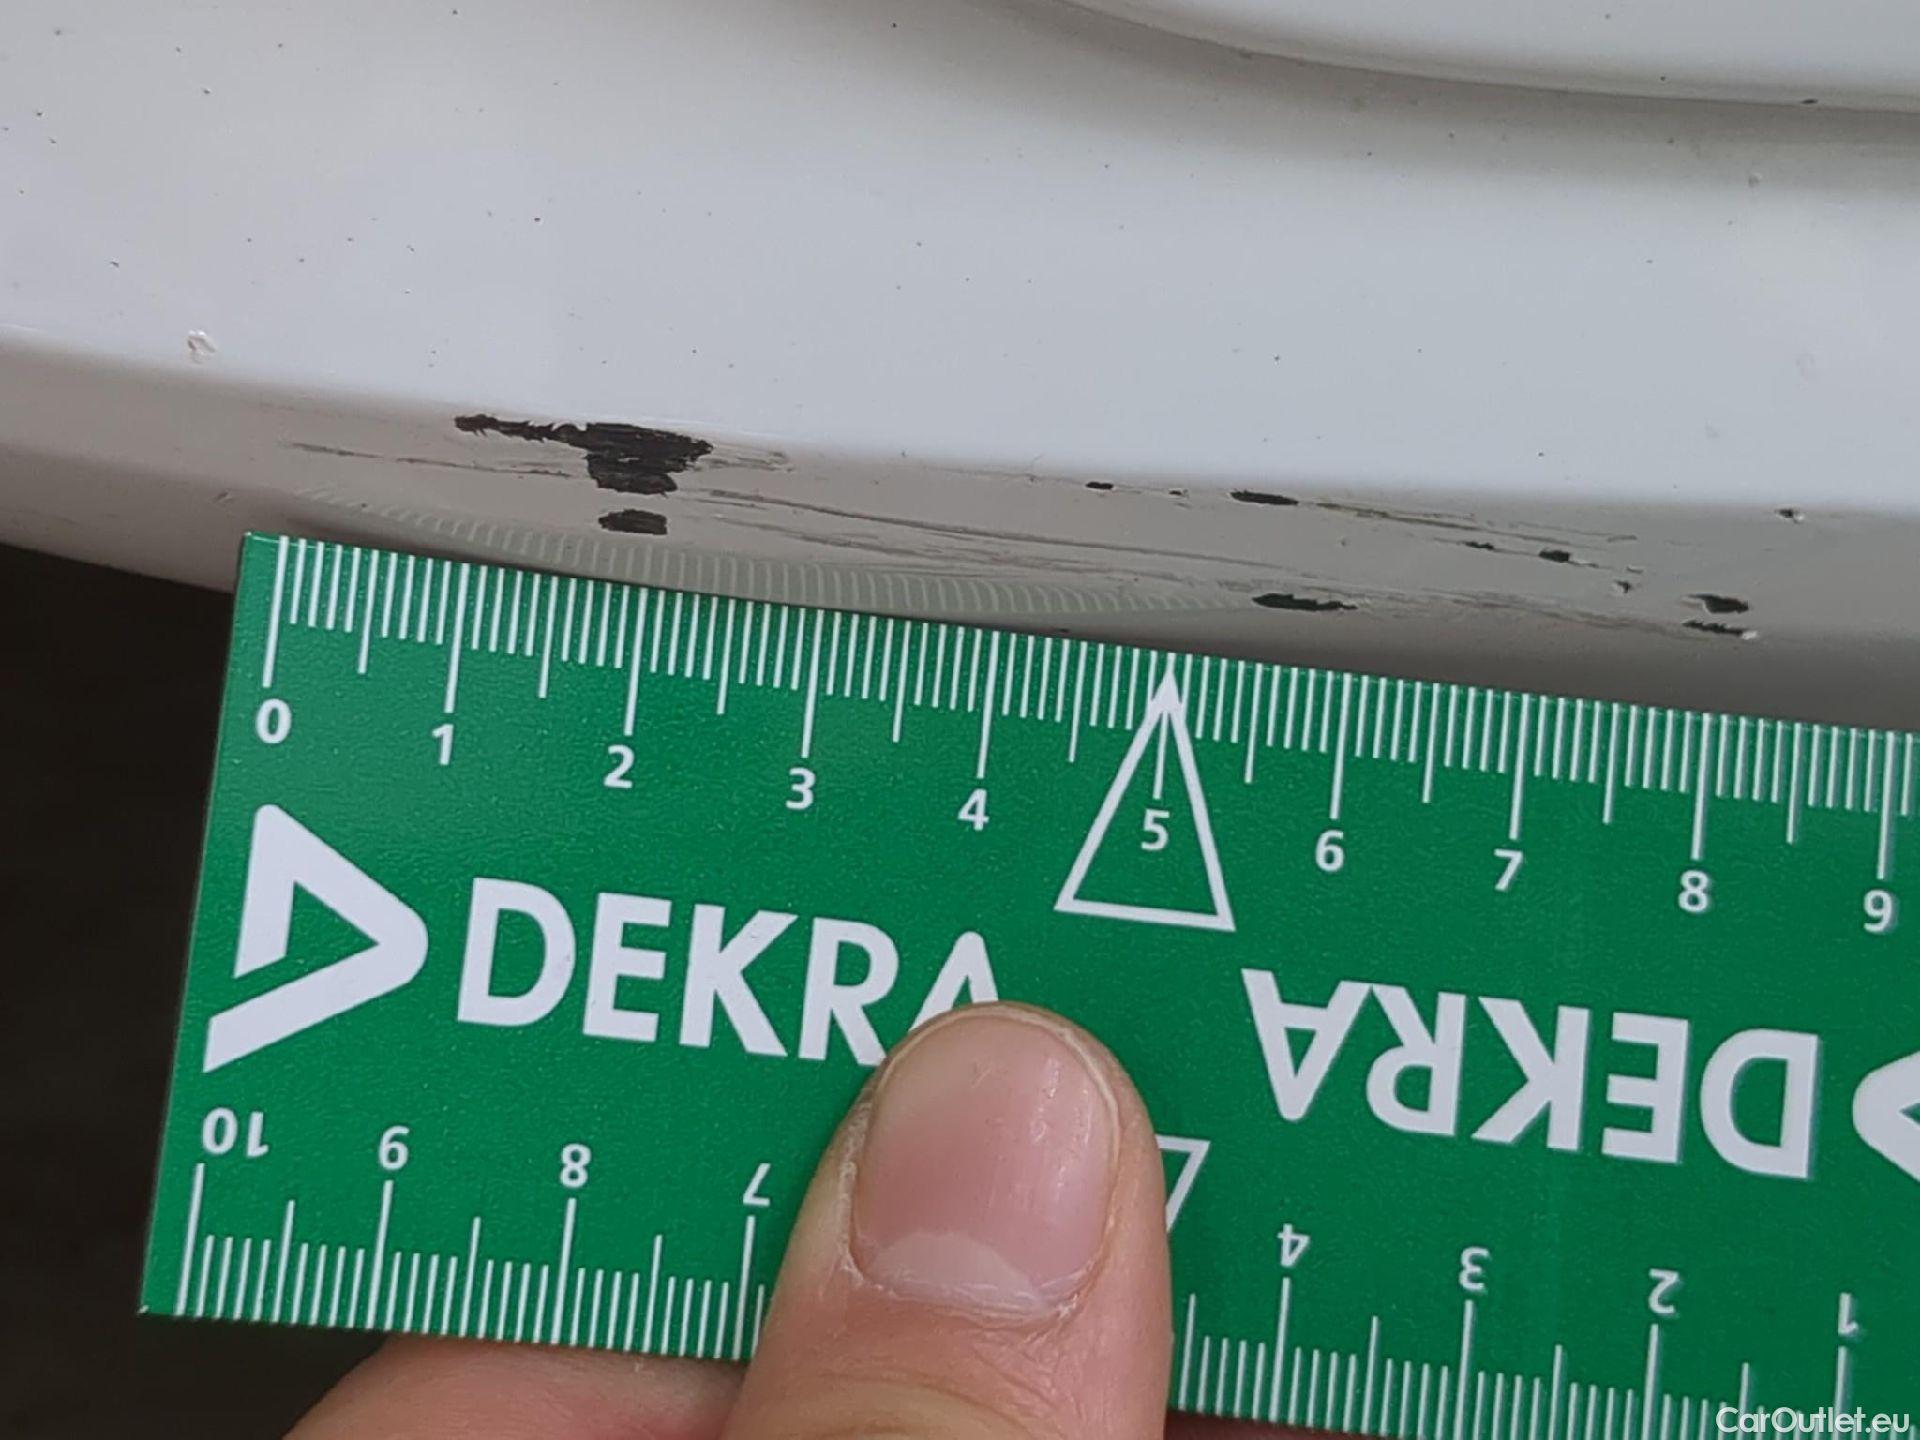 0 1 2 3 4 5 6 7 8 9
DEKRA
DEKRA
10 9 8 7 4 3 2 1
CarOutlet.eu